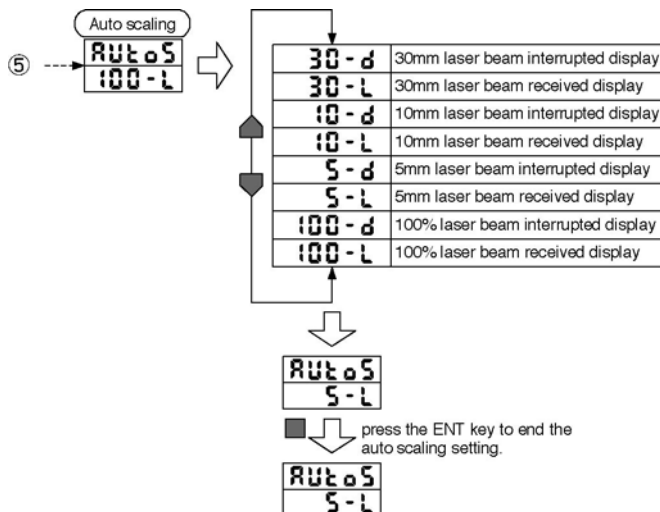 Auto scaling
AUtoS
⑤
100-L
30-d 30mm laser beam interrupted display
30-L 30mm laser beam received display
10-d 10mm laser beam interrupted display
10-L 10mm laser beam received display
5-d 5mm laser beam interrupted display
5-L 5mm laser beam received display
100-d 100% laser beam interrupted display
100-L 100% laser beam received display
AUtoS
5-L
press the ENT key to end the
auto scaling setting.
AUtoS
5-L